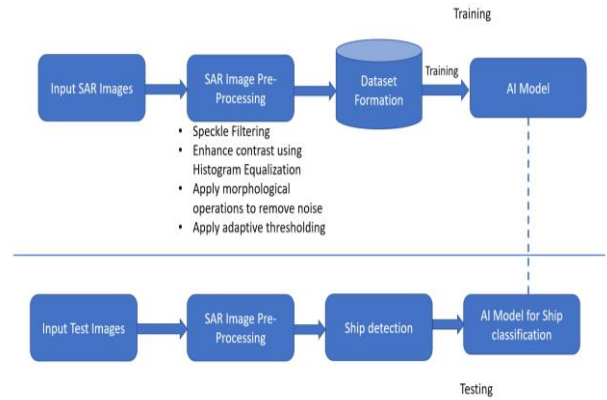 Training
Input SAR Images
SAR Image Pre-
Processing
Dataset
Formation
Training
AI Model
• Speckle Filtering
• Enhance contrast using
Histogram Equalization
• Apply morphological
operations to remove noise
• Apply adaptive thresholding
Input Test Images
SAR Image Pre-
Processing
Ship detection
AI Model for Ship
classification
Testing